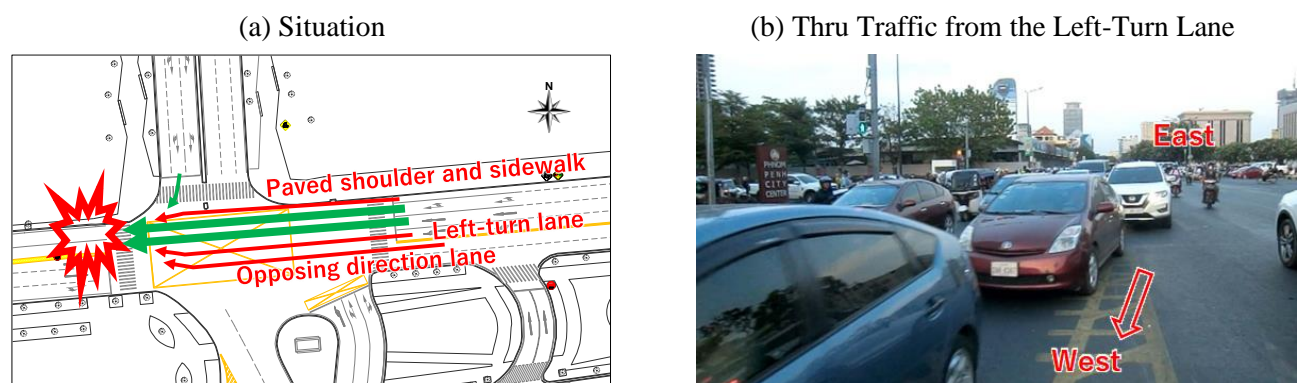 (a) Situation
(b) Thru Traffic from the Left-Turn Lane
N
Paved shoulder and sidewalk
Left-turn lane
Opposing direction lane
East
PHNOM
PENH
CITY
CENTER
West